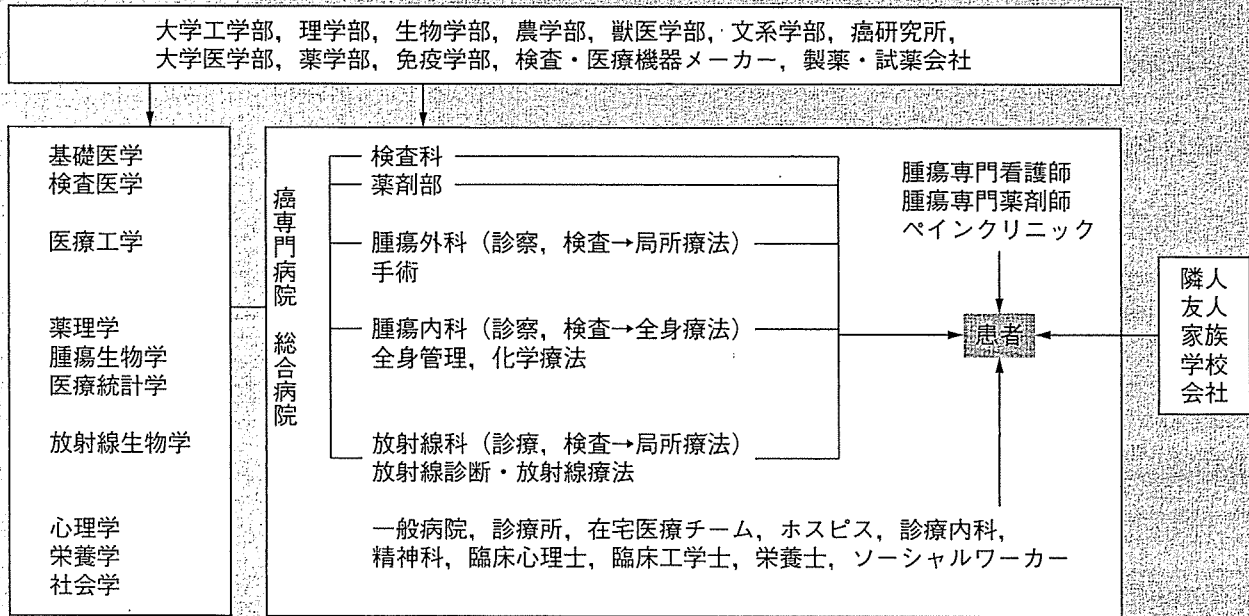 大学工学部，理学部，生物学部，農学部，獣医学部，文系学部，癌研究所，
大学医学部，薬学部，免疫学部，検査・医療機器メーカー，製薬・試薬会社
基礎医学
検査医学
医療工学
薬理学
腫瘍生物学
医療統計学
放射線生物学
心理学
栄養学
社会学
癌専門病院　総合病院
検査科
薬剤部
腫瘍外科（診察，検査→局所療法）
手術
腫瘍内科（診察，検査→全身療法）
全身管理，化学療法
放射線科（診療，検査→局所療法）
放射線診断・放射線療法
一般病院，診療所，在宅医療チーム，ホスピス，診療内科，
精神科，臨床心理士，臨床工学士，栄養士，ソーシャルワーカー
腫瘍専門看護師
腫瘍専門薬剤師
ペインクリニック
患者
隣人
友人
家族
学校
会社